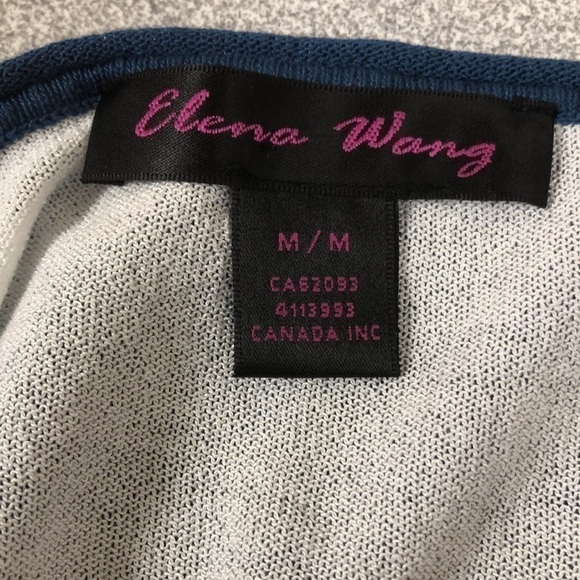 Elena Wang
M / M
CA62093
4113993
CANADA INC